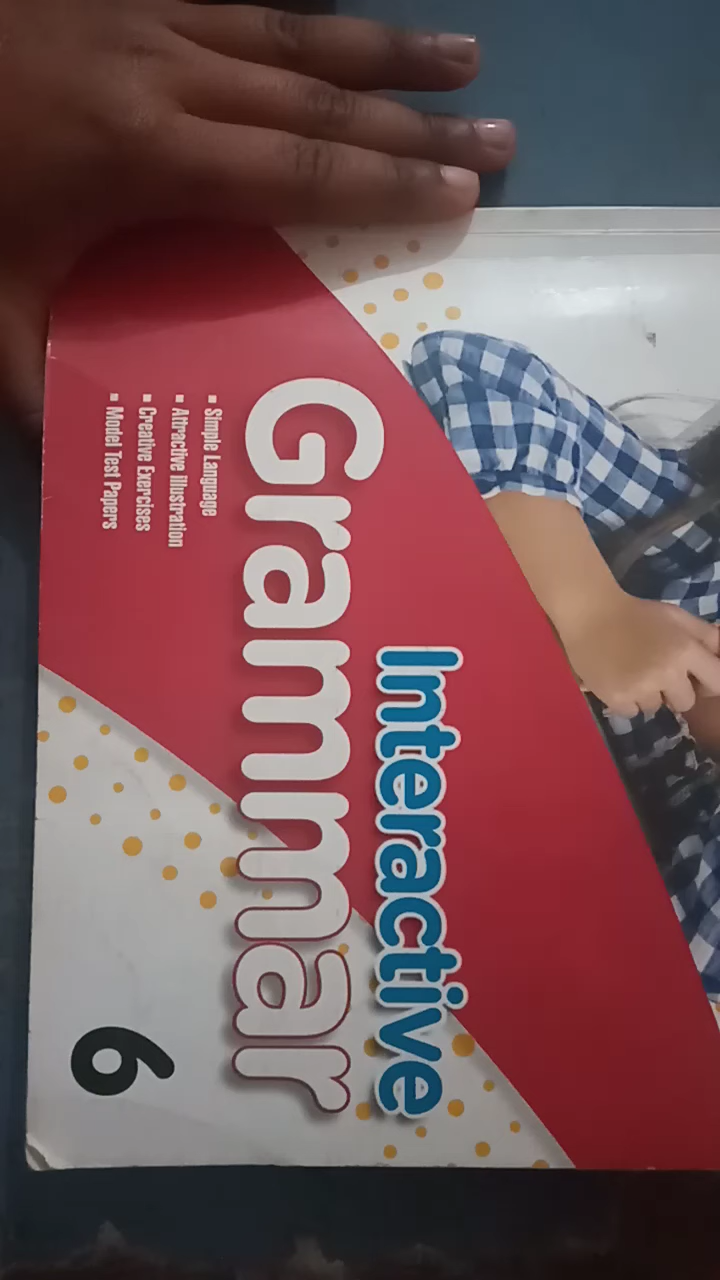 Interactive
Grammar
▪ Simple Language
▪ Attractive Illustration
▪ Creative Exercises
▪ Model Test Papers
6